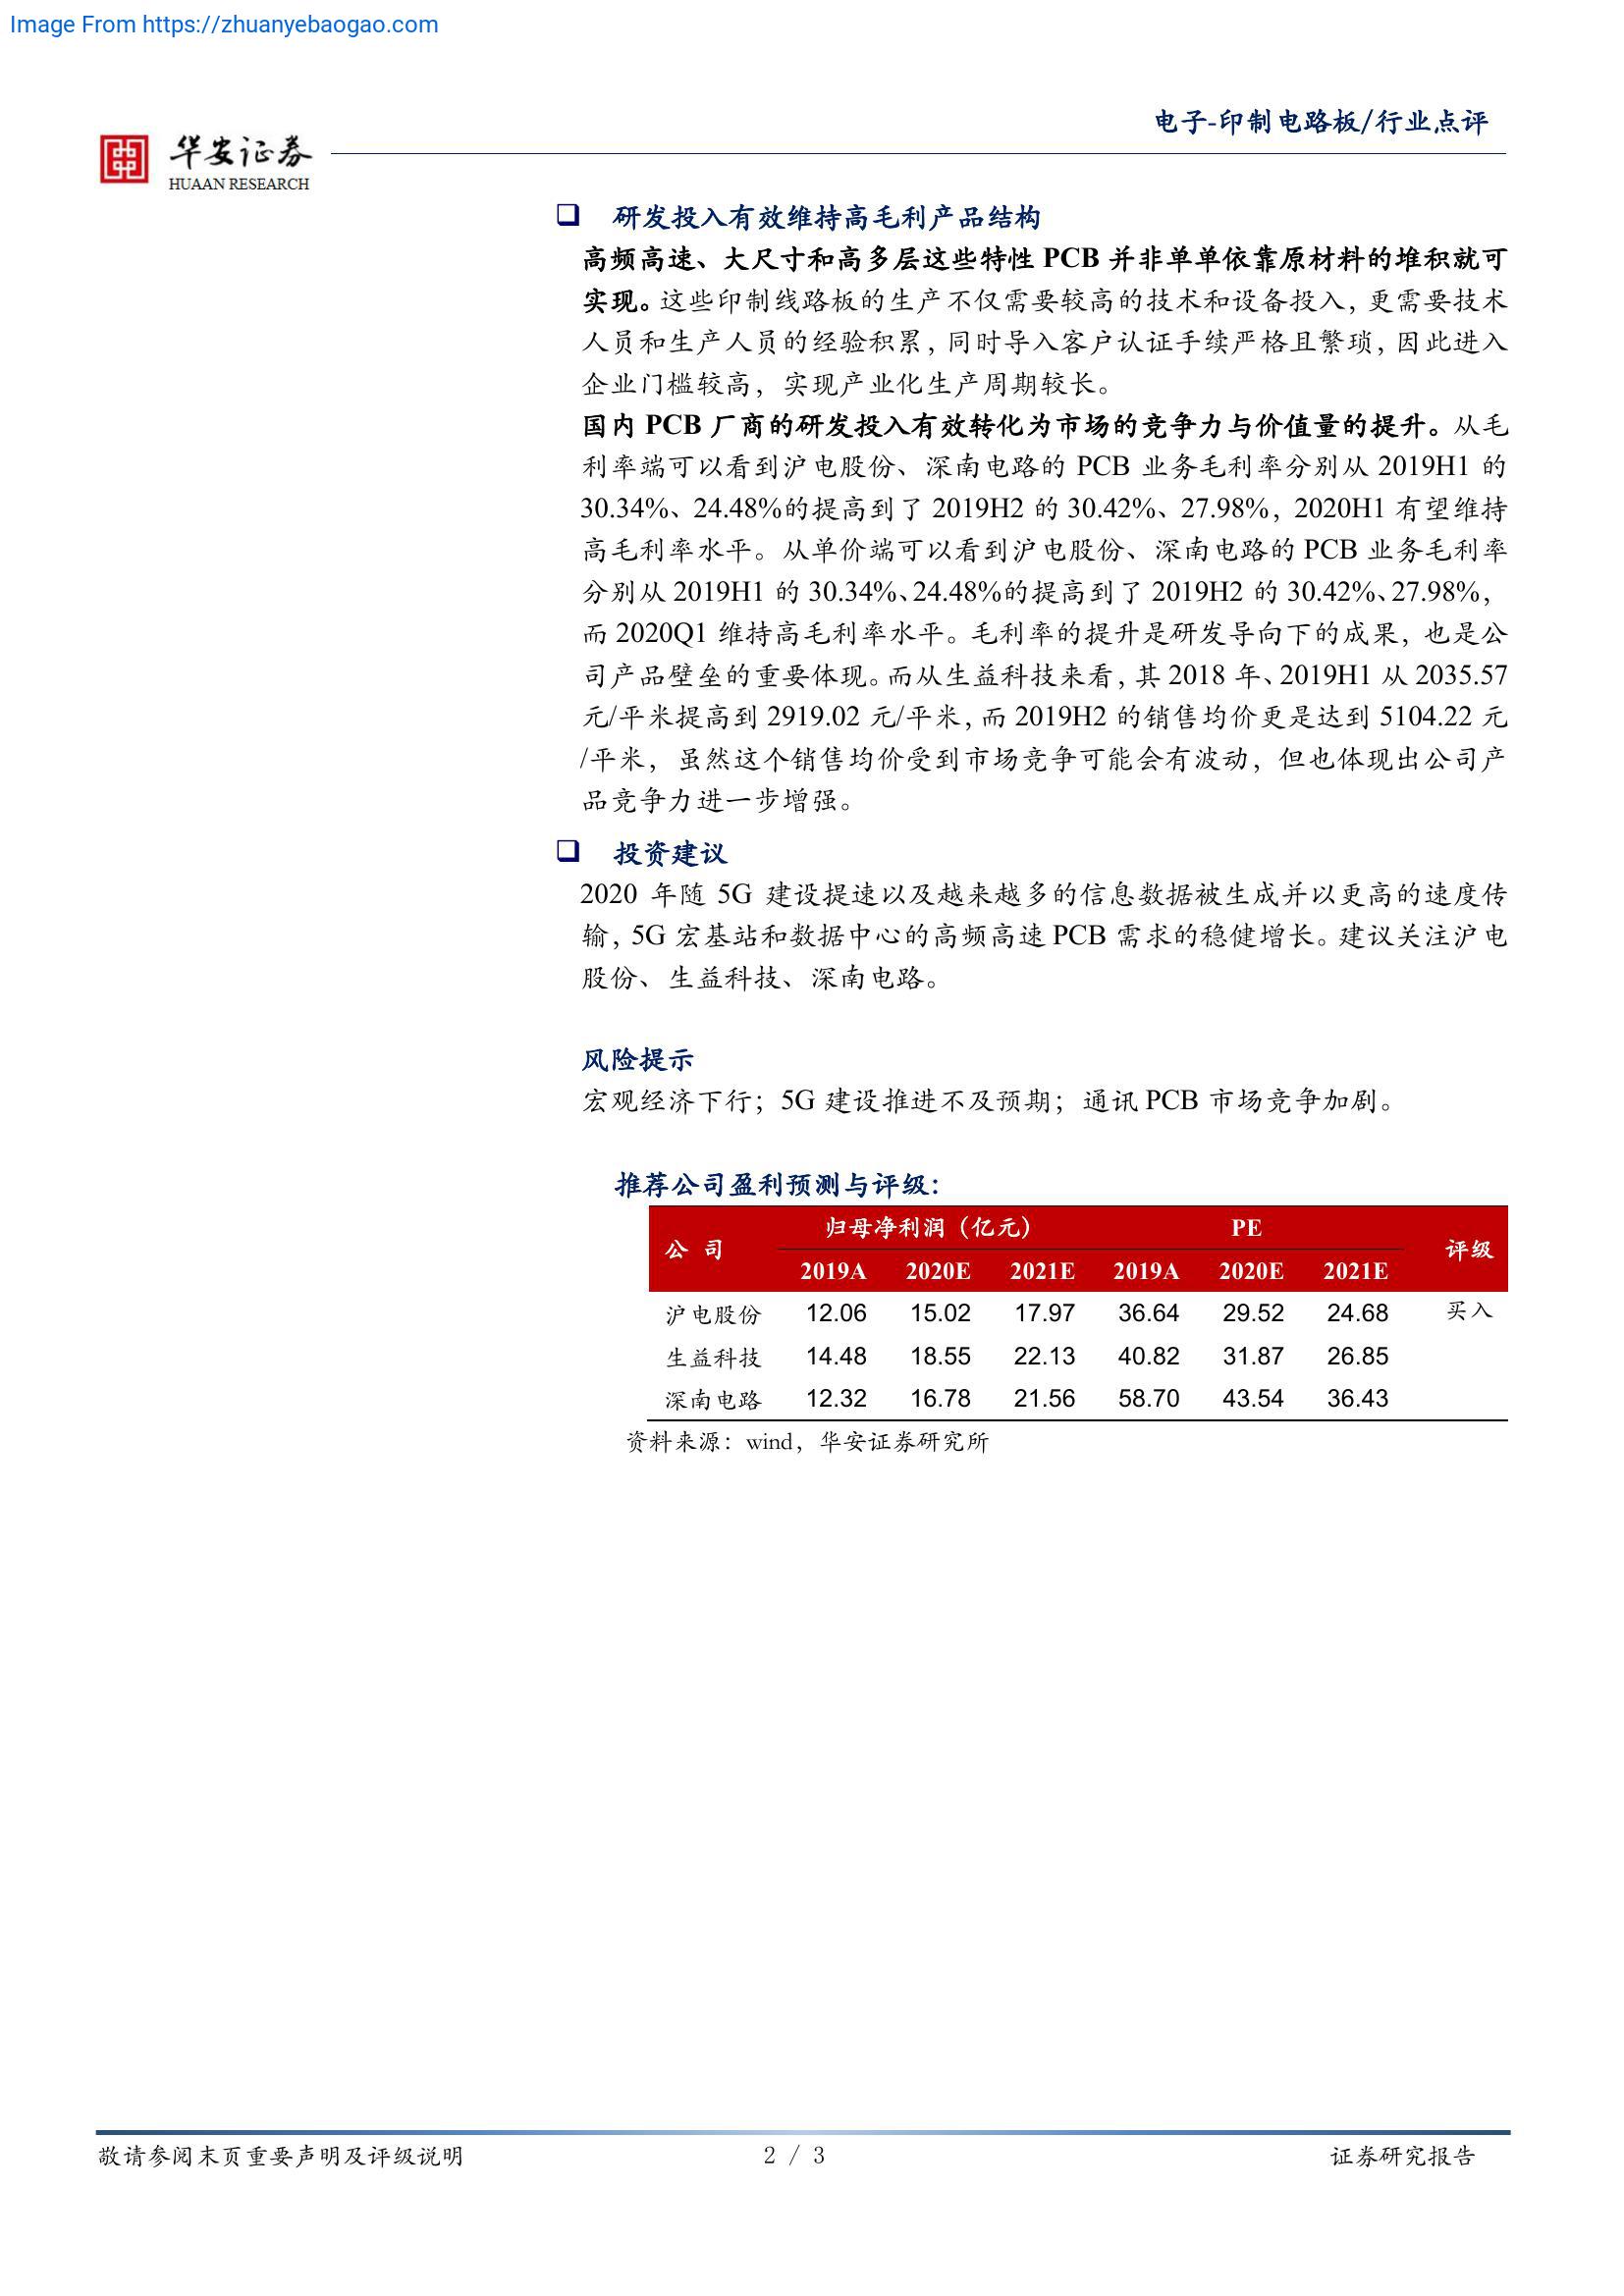 Image From https://zhuanyebaogao.com
电子-印制电路板/行业点评
华安证券
HUAAN RESEARCH
❑ 研发投入有效维持高毛利产品结构
高频高速、大尺寸和高多层这些特性 PCB 并非单单依靠原材料的堆积就可
实现。这些印制线路板的生产不仅需要较高的技术和设备投入，更需要技术
人员和生产人员的经验积累，同时导入客户认证手续严格且繁琐，因此进入
企业门槛较高，实现产业化生产周期较长。
国内 PCB 厂商的研发投入有效转化为市场的竞争力与价值量的提升。从毛
利率端可以看到沪电股份、深南电路的 PCB 业务毛利率分别从 2019H1 的
30.34%、24.48%的提高到了 2019H2 的 30.42%、27.98%，2020H1 有望维持
高毛利率水平。从单价端可以看到沪电股份、深南电路的 PCB 业务毛利率
分别从 2019H1 的 30.34%、24.48%的提高到了 2019H2 的 30.42%、27.98%，
而 2020Q1 维持高毛利率水平。毛利率的提升是研发导向下的成果，也是公
司产品壁垒的重要体现。而从生益科技来看，其 2018 年、2019H1 从 2035.57
元/平米提高到 2919.02 元/平米，而 2019H2 的销售均价更是达到 5104.22 元
/平米，虽然这个销售均价受到市场竞争可能会有波动，但也体现出公司产
品竞争力进一步增强。
❑ 投资建议
2020 年随 5G 建设提速以及越来越多的信息数据被生成并以更高的速度传
输，5G 宏基站和数据中心的高频高速 PCB 需求的稳健增长。建议关注沪电
股份、生益科技、深南电路。
风险提示
宏观经济下行；5G 建设推进不及预期；通讯 PCB 市场竞争加剧。
推荐公司盈利预测与评级：
公 司 归母净利润（亿元） PE 评级
2019A 2020E 2021E 2019A 2020E 2021E
沪电股份 12.06 15.02 17.97 36.64 29.52 24.68 买入
生益科技 14.48 18.55 22.13 40.82 31.87 26.85
深南电路 12.32 16.78 21.56 58.70 43.54 36.43
资料来源：wind，华安证券研究所
敬请参阅末页重要声明及评级说明 2 / 3 证券研究报告